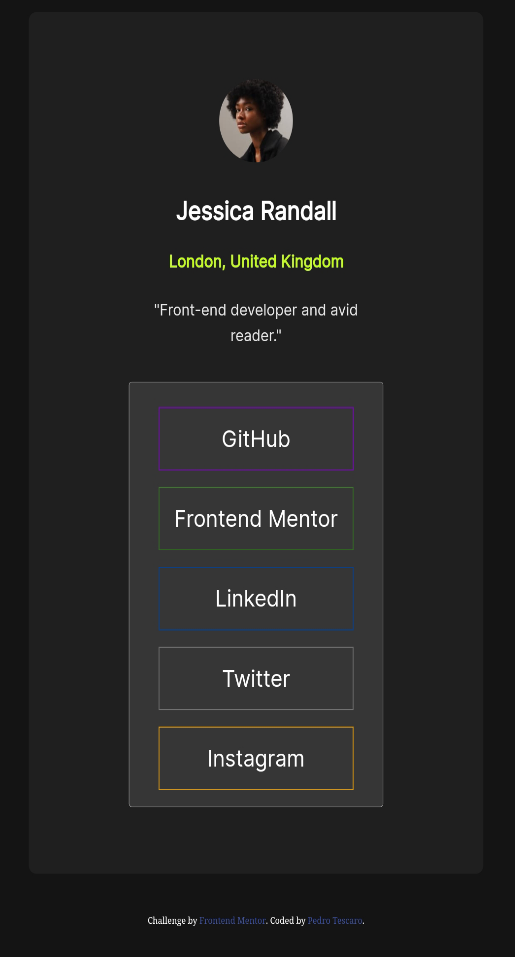 Jessica Randall
London, United Kingdom
"Front-end developer and avid
reader."
GitHub
Frontend Mentor
LinkedIn
Twitter
Instagram
Challenge by Frontend Mentor. Coded by Pedro Tescaro.